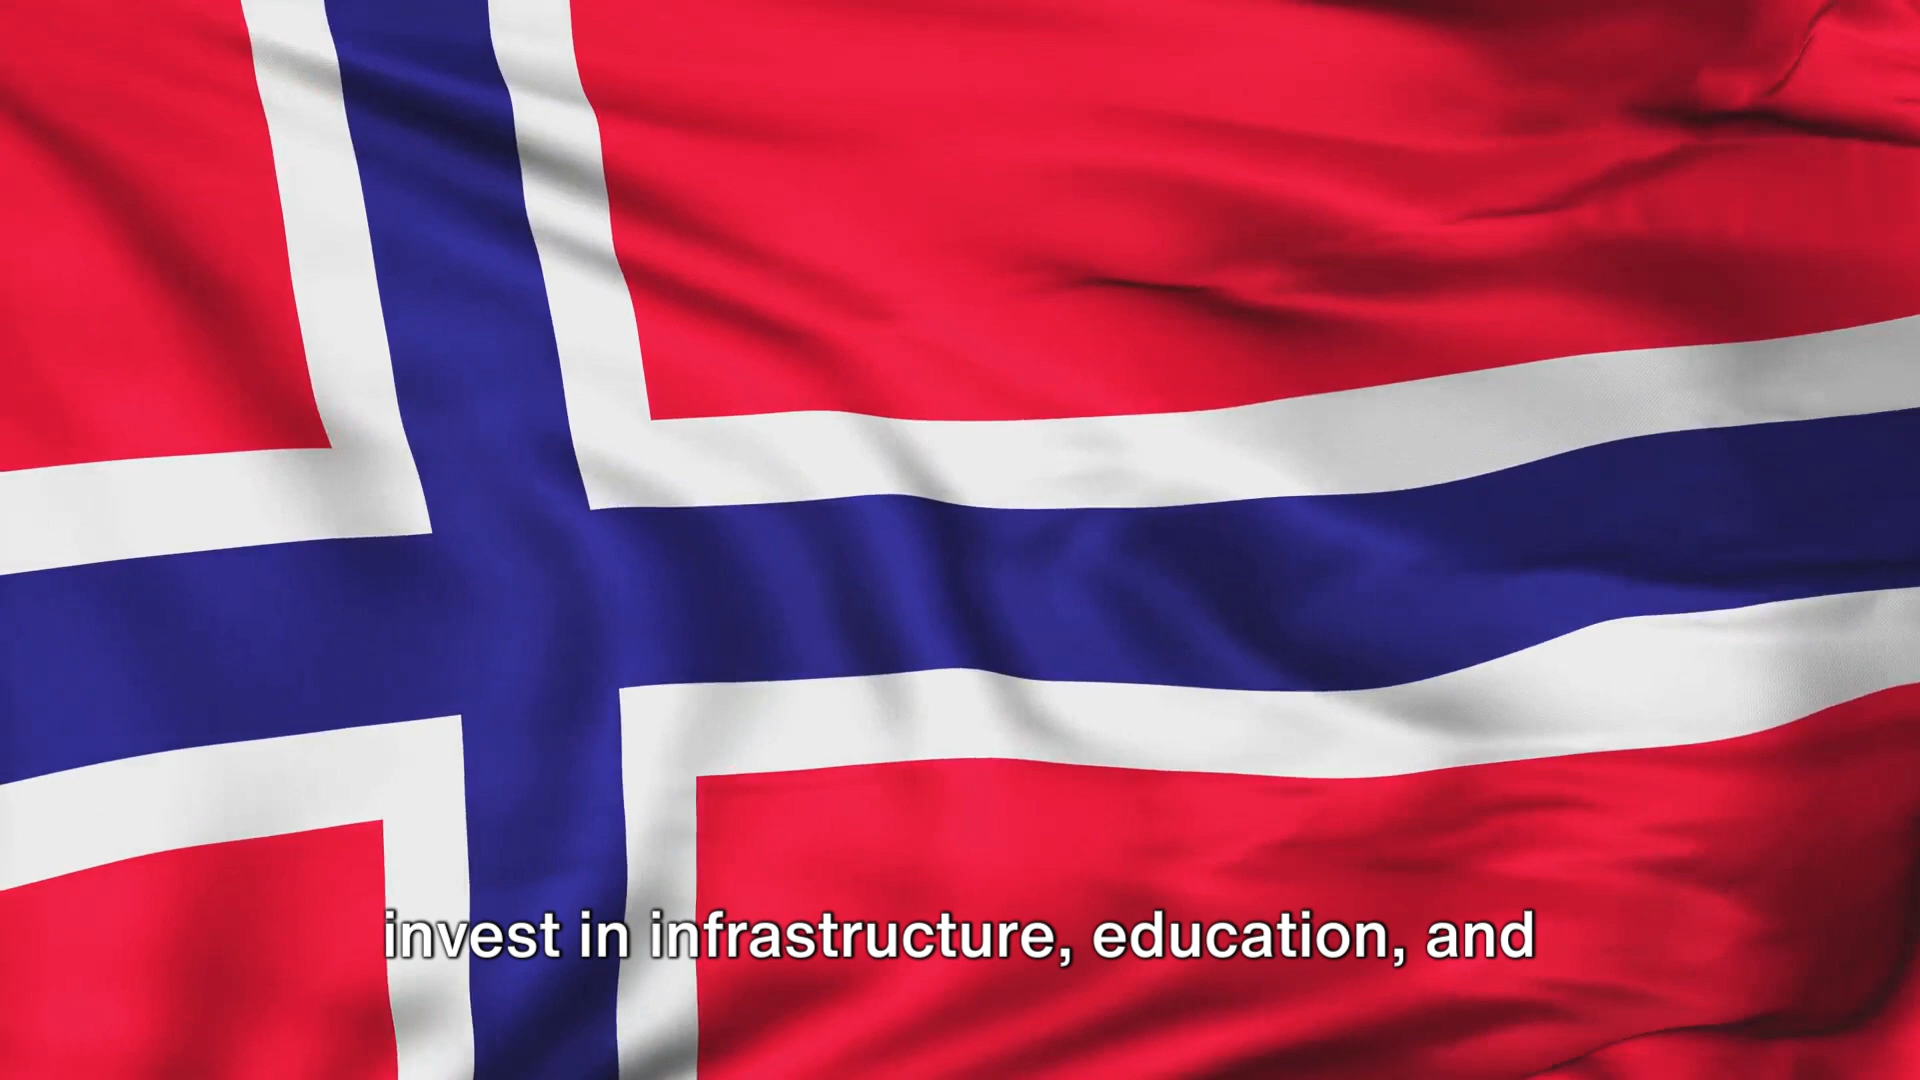 invest in infrastructure, education, and